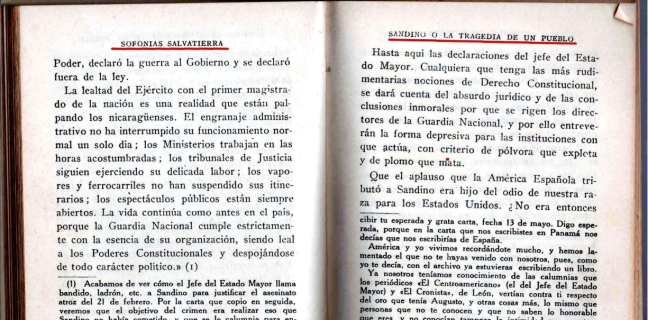 SOFONIAS SALVATIERRA
Poder, declaró la guerra al Gobierno y se declaró
fuera de la ley.
La lealtad del Ejército con el primer magistra-
do de la nación es una realidad que están pal-
pando los nicaragüenses. El engranaje adminis-
trativo no ha interrumpido su funcionamiento nor-
mal un solo dia; los Ministerios trabajan en las
horas acostumbradas; los tribunales de Justicia
siguien ejerciendo su delicada labor; los vapo-
res y ferrocarriles no han suspendido sus itine-
rarios; los espectáculos públicos están siempre
abiertos. La vida continúa como antes en el país,
porque la Guardia Nacional cumple estrictamen-
te con la esencia de su organización, siendo leal
a los Poderes Constitucionales y despojándose
de todo carácter politico.» (1)
(1) Acabamos de ver cómo el Jefe del Estado Mayor llama
bandido, ladrón, etc. a Sandino para justificar el asesinato
atroz del 21 de febrero. Por la carta que copio en seguida,
veremos que el objetivo del crimen era realizar eso que
SANDINO O LA TRAGEDIA DE UN PUEBLO
Hasta aquí las declaraciones del jefe del Esta-
do Mayor. Cualquiera que tenga las más rudi-
mentarias nociones de Derecho Constitucional,
se dará cuenta del absurdo jurídico y de las con-
clusiones inmorales por que se rigen los direc-
tores de la Guardia Nacional, y por ello entreve-
rán la forma depresiva para las instituciones con
que actúa, con criterio de pólvora que explota
y de plomo que mata.
Que el aplauso que la América Española tri-
butó a Sandino era hijo del odio de nuestra ra-
za para los Estados Unidos. ¿No era entonces
cibir tu esperada y grata carta, fecha 13 de mayo. Digo espe-
rada, porque en la carta que nos escribistes en Panamá nos
decías que nos escribirías de España.
América y yo vivimos recordándote mucho, y hemos la-
mentado el que no te hayas venido con nosotros, pues, como
yo te decía, con el archivo ya estuvieras escribiendo un libro.
Ya nosotros teníamos conocimiento de las calumnias que
los periódicos «El Centroamericano» (el del Jefe del Estado
Mayor) y «El Cronista», de León, vertían contra ti respecto
del oro que tenía Augusto, y otras cosas más, lo mismo que
personas que no te conocen y que no saben lo honorable